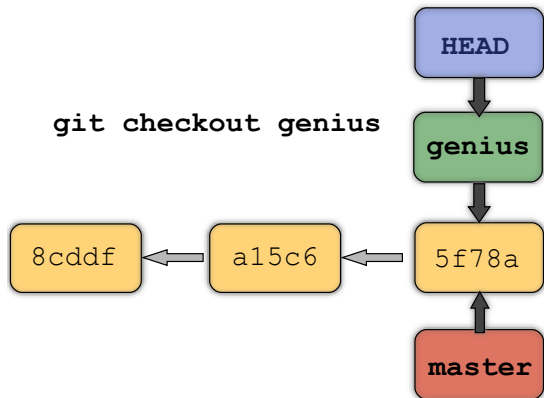 HEAD
git checkout genius
genius
8cddf
a15c6
5f78a
master